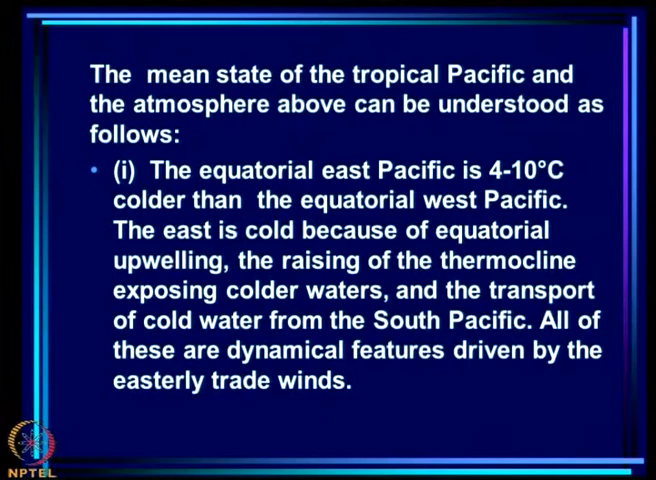 The mean state of the tropical Pacific and
the atmosphere above can be understood as
follows:
• (i) The equatorial east Pacific is 4-10°C
colder than the equatorial west Pacific.
The east is cold because of equatorial
upwelling, the raising of the thermocline
exposing colder waters, and the transport
of cold water from the South Pacific. All of
these are dynamical features driven by the
easterly trade winds.
NPTEL